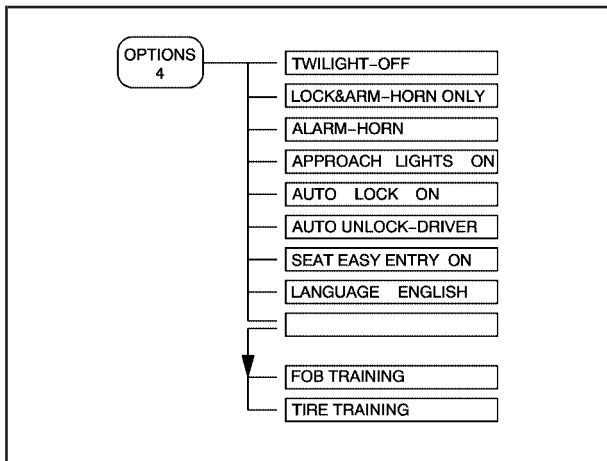 OPTIONS
4
TWILIGHT–OFF
LOCK&ARM–HORN ONLY
ALARM–HORN
APPROACH LIGHTS ON
AUTO LOCK ON
AUTO UNLOCK–DRIVER
SEAT EASY ENTRY ON
LANGUAGE ENGLISH
FOB TRAINING
TIRE TRAINING